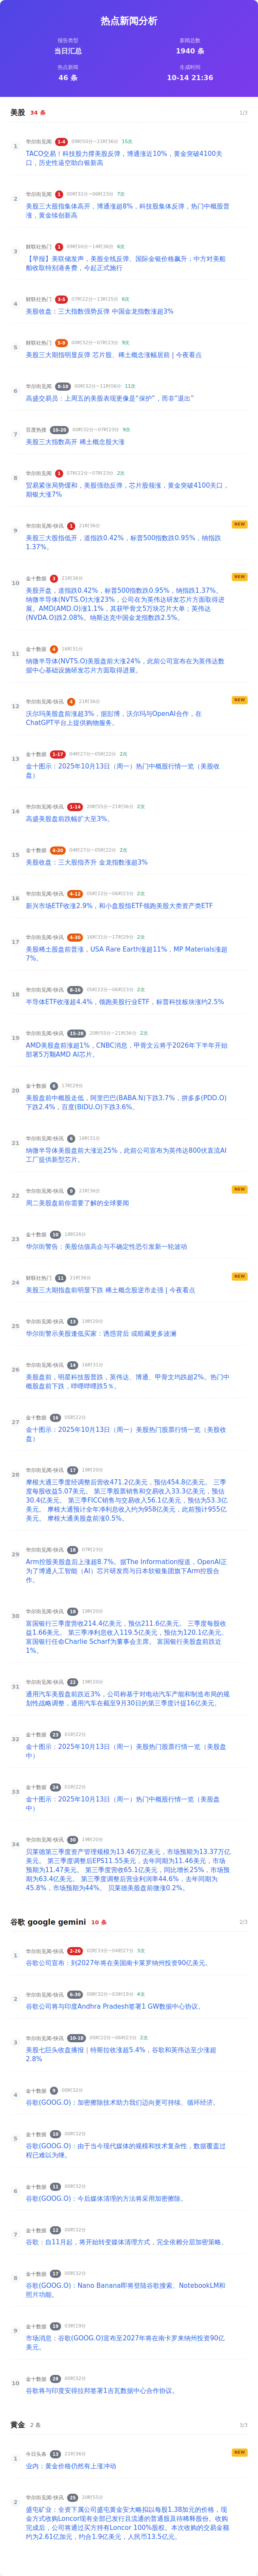 热点新闻分析
报告类型
新闻总数
当日汇总
1940 条
热点新闻
生成时间
46 条
10-14 21:36
美股 34 条 1/3
1 华尔街见闻 1-4 09时50分~21时36分 15次
TACO交易！科技股力撑美股反弹，博通涨近10%，黄金突破4100关
口，历史性逼空助白银新高
2 华尔街见闻 1 00时32分~06时23分 7次
美股三大股指集体高开，博通涨超8%，科技股集体反弹，热门中概股普
涨，黄金续创新高
3 财联社热门 1 09时50分~14时36分 6次
【早报】美联储发声，美股全线反弹、国际金银价格飙升；中方对美船
舶收取特别港务费，今起正式施行
4 财联社热门 3-5 07时22分~13时25分 6次
美股收盘：三大指数强势反弹 中国金龙指数涨超3%
5 财联社热门 5-9 00时32分~07时23分 9次
美股三大期指明显反弹 芯片股、稀土概念涨幅居前 | 今夜看点
6 华尔街见闻 8-10 00时32分~11时06分 11次
高盛交易员：上周五的美股表现更像是“保护”，而非“退出”
7 百度热搜 10-20 00时32分~07时23分 9次
美股三大指数高开 稀土概念股大涨
8 华尔街见闻 1 07时22分~07时23分 2次
贸易紧张局势缓和，美股强劲反弹，芯片股领涨，黄金突破4100关口，
期银大涨7%
9 华尔街见闻-快讯 1 21时36分 NEW
美股三大股指低开，道指跌0.42%，标普500指数跌0.95%，纳指跌
1.37%。
10 金十数据 3 21时36分 NEW
美股开盘，道指跌0.42%，标普500指数跌0.95%，纳指跌1.37%。
纳微半导体(NVTS.O)大涨23%，公司在为英伟达研发芯片方面取得进
展。AMD(AMD.O)涨1.1%，其获甲骨文5万块芯片大单；英伟达
(NVDA.O)跌2.08%。纳斯达克中国金龙指数跌2.5%。
11 金十数据 4 16时31分
纳微半导体(NVTS.O)美股盘前大涨24%，此前公司宣布在为英伟达数
据中心基础设施研发芯片方面取得进展。
12 华尔街见闻-快讯 4 21时36分 NEW
沃尔玛美股盘前涨超3%，据彭博，沃尔玛与OpenAI合作，在
ChatGPT平台上提供购物服务。
13 金十数据 1-17 04时27分~05时22分 2次
金十图示：2025年10月13日（周一）热门中概股行情一览（美股收
盘）
14 华尔街见闻-快讯 1-14 20时55分~21时36分 2次
高盛美股盘前跌幅扩大至3%。
15 金十数据 4-20 04时27分~05时22分 2次
美股收盘：三大股指齐升 金龙指数涨超3%
16 华尔街见闻-快讯 4-12 05时22分~06时23分 2次
新兴市场ETF收涨2.9%，和小盘股指ETF领跑美股大类资产类ETF
17 华尔街见闻-快讯 4-30 16时31分~17时29分 2次
美股稀土股盘前普涨，USA Rare Earth涨超11%，MP Materials涨超
7%。
18 华尔街见闻-快讯 6-16 05时22分~06时23分 2次
半导体ETF收涨超4.4%，领跑美股行业ETF，标普科技板块涨约2.5%
19 华尔街见闻-快讯 15-28 20时55分~21时36分 2次
AMD美股盘前涨超1%，CNBC消息，甲骨文云将于2026年下半年开始
部署5万颗AMD AI芯片。
20 金十数据 6 17时29分
美股盘前中概股走低，阿里巴巴(BABA.N)下跌3.7%，拼多多(PDD.O)
下跌2.4%，百度(BIDU.O)下跌3.6%。
21 华尔街见闻-快讯 6 16时31分
纳微半导体美股盘前大涨近25%，此前公司宣布为英伟达800伏直流AI
工厂提供新型芯片。
22 华尔街见闻-快讯 9 21时36分 NEW
周二美股盘前你需要了解的全球要闻
23 金十数据 10 18时26分
华尔街警告：美股估值高企与不确定性恐引发新一轮波动
24 财联社热门 11 21时36分 NEW
美股三大期指盘前明显下跌 稀土概念股逆市走强 | 今夜看点
25 华尔街见闻-快讯 13 19时20分
华尔街警示美股逢低买家：诱惑背后 或暗藏更多波澜
26 华尔街见闻-快讯 14 16时31分
美股盘前，明星科技股普跌，英伟达、博通、甲骨文均跌超2%。热门中
概股盘前下跌，哔哩哔哩跌5％。
27 金十数据 16 05时22分
金十图示：2025年10月13日（周一）美股热门股票行情一览（美股收
盘）
28 华尔街见闻-快讯 17 19时20分
摩根大通三季度经调整后营收471.2亿美元，预估454.8亿美元。 三季
度每股收益5.07美元。 第三季股票销售和交易收入33.3亿美元，预估
30.4亿美元。 第三季FICC销售与交易收入56.1亿美元，预估为53.3亿
美元。 摩根大通预计全年净利息收入约为958亿美元，此前预计955亿
美元。 摩根大通美股盘前涨0.5%。
29 华尔街见闻-快讯 18 07时23分
Arm控股美股盘后上涨超8.7%。据The Information报道，OpenAI正
为了博通人工智能（AI）芯片研发而与日本软银集团旗下Arm控股合
作。
30 华尔街见闻-快讯 18 19时20分
富国银行三季度营收214.4亿美元，预估211.6亿美元。 三季度每股收
益1.66美元。 第三季净利息收入119.5亿美元，预估为120.1亿美元。
富国银行任命Charlie Scharf为董事会主席。 富国银行美股盘前跌近
1%。
31 华尔街见闻-快讯 22 19时20分
通用汽车美股盘前跌近3%，公司称基于对电动汽车产能和制造布局的规
划性战略调整，通用汽车在截至9月30日的第三季度计提16亿美元。
32 金十数据 23 01时22分
金十图示：2025年10月13日（周一）美股热门股票行情一览（美股盘
中）
33 金十数据 24 01时22分
金十图示：2025年10月13日（周一）热门中概股行情一览（美股盘
中）
34 华尔街见闻-快讯 30 19时20分
贝莱德第三季度资产管理规模为13.46万亿美元，市场预期为13.37万亿
美元。 第三季度调整后EPS11.55美元，去年同期为11.46美元，市场
预期为11.47美元。 第三季度营收65.1亿美元，同比增长25%，市场预
期为63.4亿美元。 第三季度调整后营业利润率44.6%，去年同期为
45.8%，市场预期为44%。 贝莱德美股盘前微涨0.2%。
谷歌 google gemini 10 条 2/3
1 华尔街见闻-快讯 2-26 02时33分~04时27分 3次
谷歌公司宣布：到2027年将在美国南卡莱罗纳州投资90亿美元。
2 华尔街见闻-快讯 6-30 00时32分~03时19分 4次
谷歌公司将与印度Andhra Pradesh签署1 GW数据中心协议。
3 华尔街见闻-快讯 10-18 05时22分~06时23分 2次
美股七巨头收盘播报｜特斯拉收涨超5.4%，谷歌和英伟达至少涨超
2.8%
4 金十数据 9 00时32分
谷歌(GOOG.O)：加密擦除技术助力我们迈向更可持续、循环经济。
5 金十数据 10 00时32分
谷歌(GOOG.O)：由于当今现代媒体的规模和技术复杂性，数据覆盖过
程已难以为继。
6 金十数据 11 00时32分
谷歌(GOOG.O)：今后媒体清理的方法将采用加密擦除。
7 金十数据 12 00时32分
谷歌：自11月起，将开始转变媒体清理方式，完全依赖分层加密策略。
8 金十数据 17 00时32分
谷歌(GOOG.O)：Nano Banana即将登陆谷歌搜索、NotebookLM和
照片功能。
9 金十数据 19 03时19分
市场消息：谷歌(GOOG.O)宣布至2027年将在南卡罗来纳州投资90亿
美元。
10 金十数据 28 00时32分
谷歌将与印度安得拉邦签署1吉瓦数据中心合作协议。
黄金 2 条 3/3
1 今日头条 13 21时36分 NEW
业内：黄金价格仍然有上涨冲动
2 华尔街见闻-快讯 25 20时55分
盛屯矿业：全资下属公司盛屯黄金安大略拟以每股1.38加元的价格，现
金方式收购Loncor现有全部已发行且流通的普通股及待稀释股份。收购
完成后，公司将通过买方持有Loncor 100%股权。本次收购的交易金额
约为2.61亿加元，约合1.9亿美元，人民币13.5亿元。